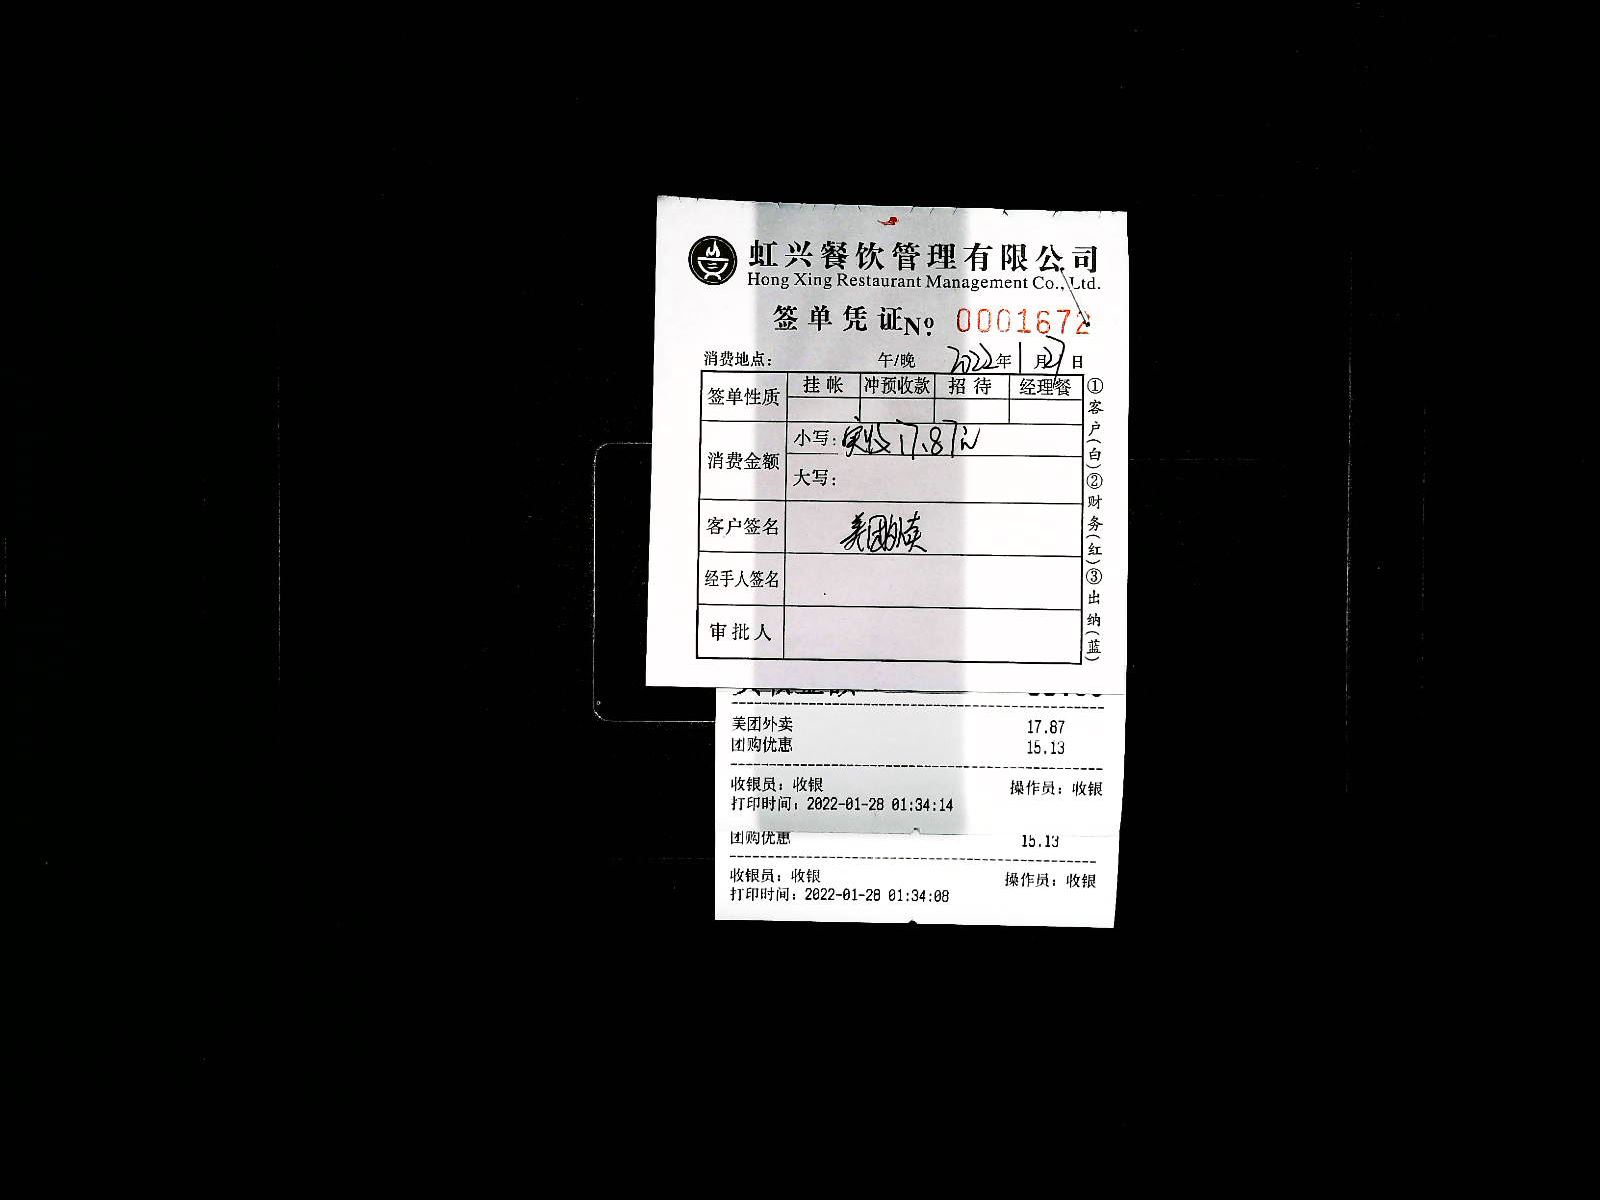 虹兴餐饮管理有限公司
Hong Xing Restaurant Management Co., Ltd.
签单凭证 No 0001672
消费地点: 午/晚 2022年1月27日
签单性质 挂帐 冲预收款 招待 经理餐
消费金额 小写: 实收17.87元
大写:
客户签名 美团外卖
经手人签名
审批人
①客户(白)②财务(红)③出纳(蓝)
美团外卖 17.87
团购优惠 15.13
收银员: 收银 操作员: 收银
打印时间: 2022-01-28 01:34:14
团购优惠 15.13
收银员: 收银 操作员: 收银
打印时间: 2022-01-28 01:34:08